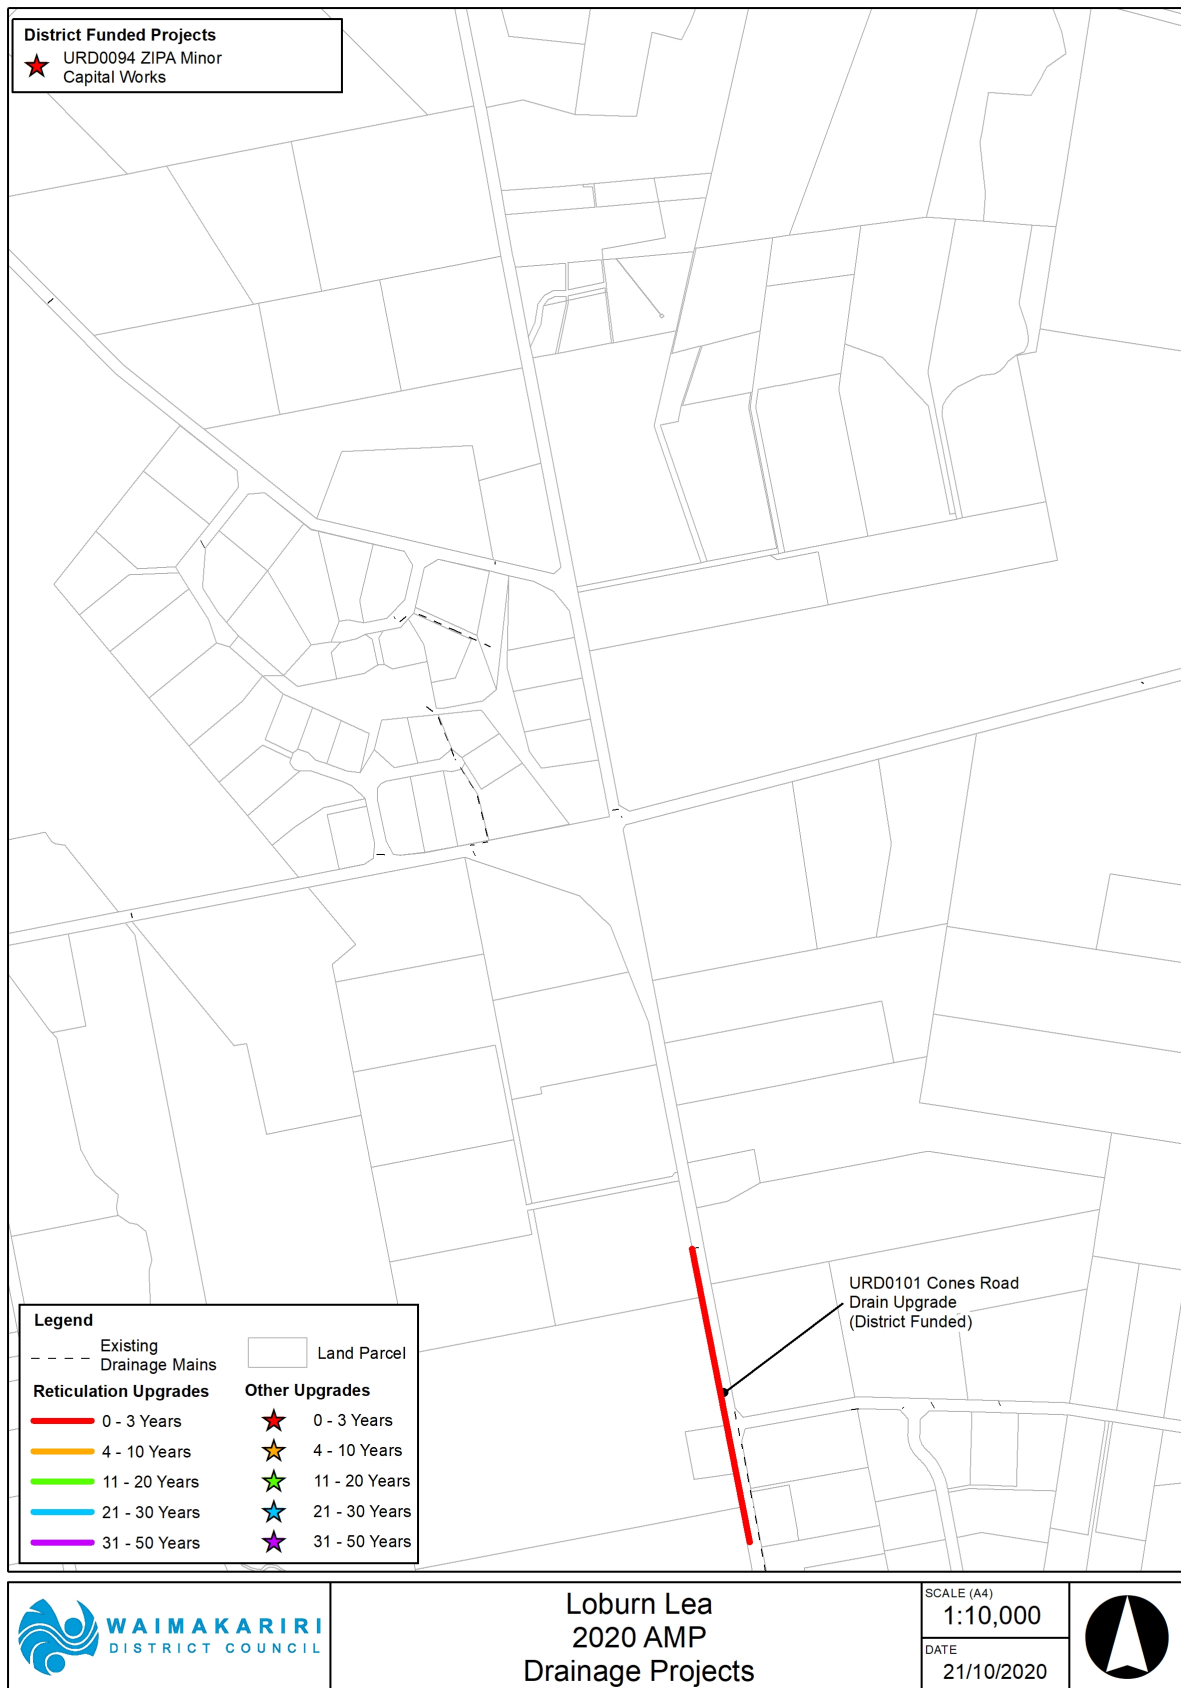 District Funded Projects
URD0094 ZIPA Minor
Capital Works
URD0101 Cones Road
Drain Upgrade
(District Funded)
Legend
Existing
Drainage Mains
Land Parcel
Reticulation Upgrades
Other Upgrades
0 - 3 Years
0 - 3 Years
4 - 10 Years
4 - 10 Years
11 - 20 Years
11 - 20 Years
21 - 30 Years
21 - 30 Years
31 - 50 Years
31 - 50 Years
WAIMAKARIRI
DISTRICT COUNCIL
Loburn Lea
2020 AMP
Drainage Projects
SCALE (A4)
1:10,000
DATE
21/10/2020